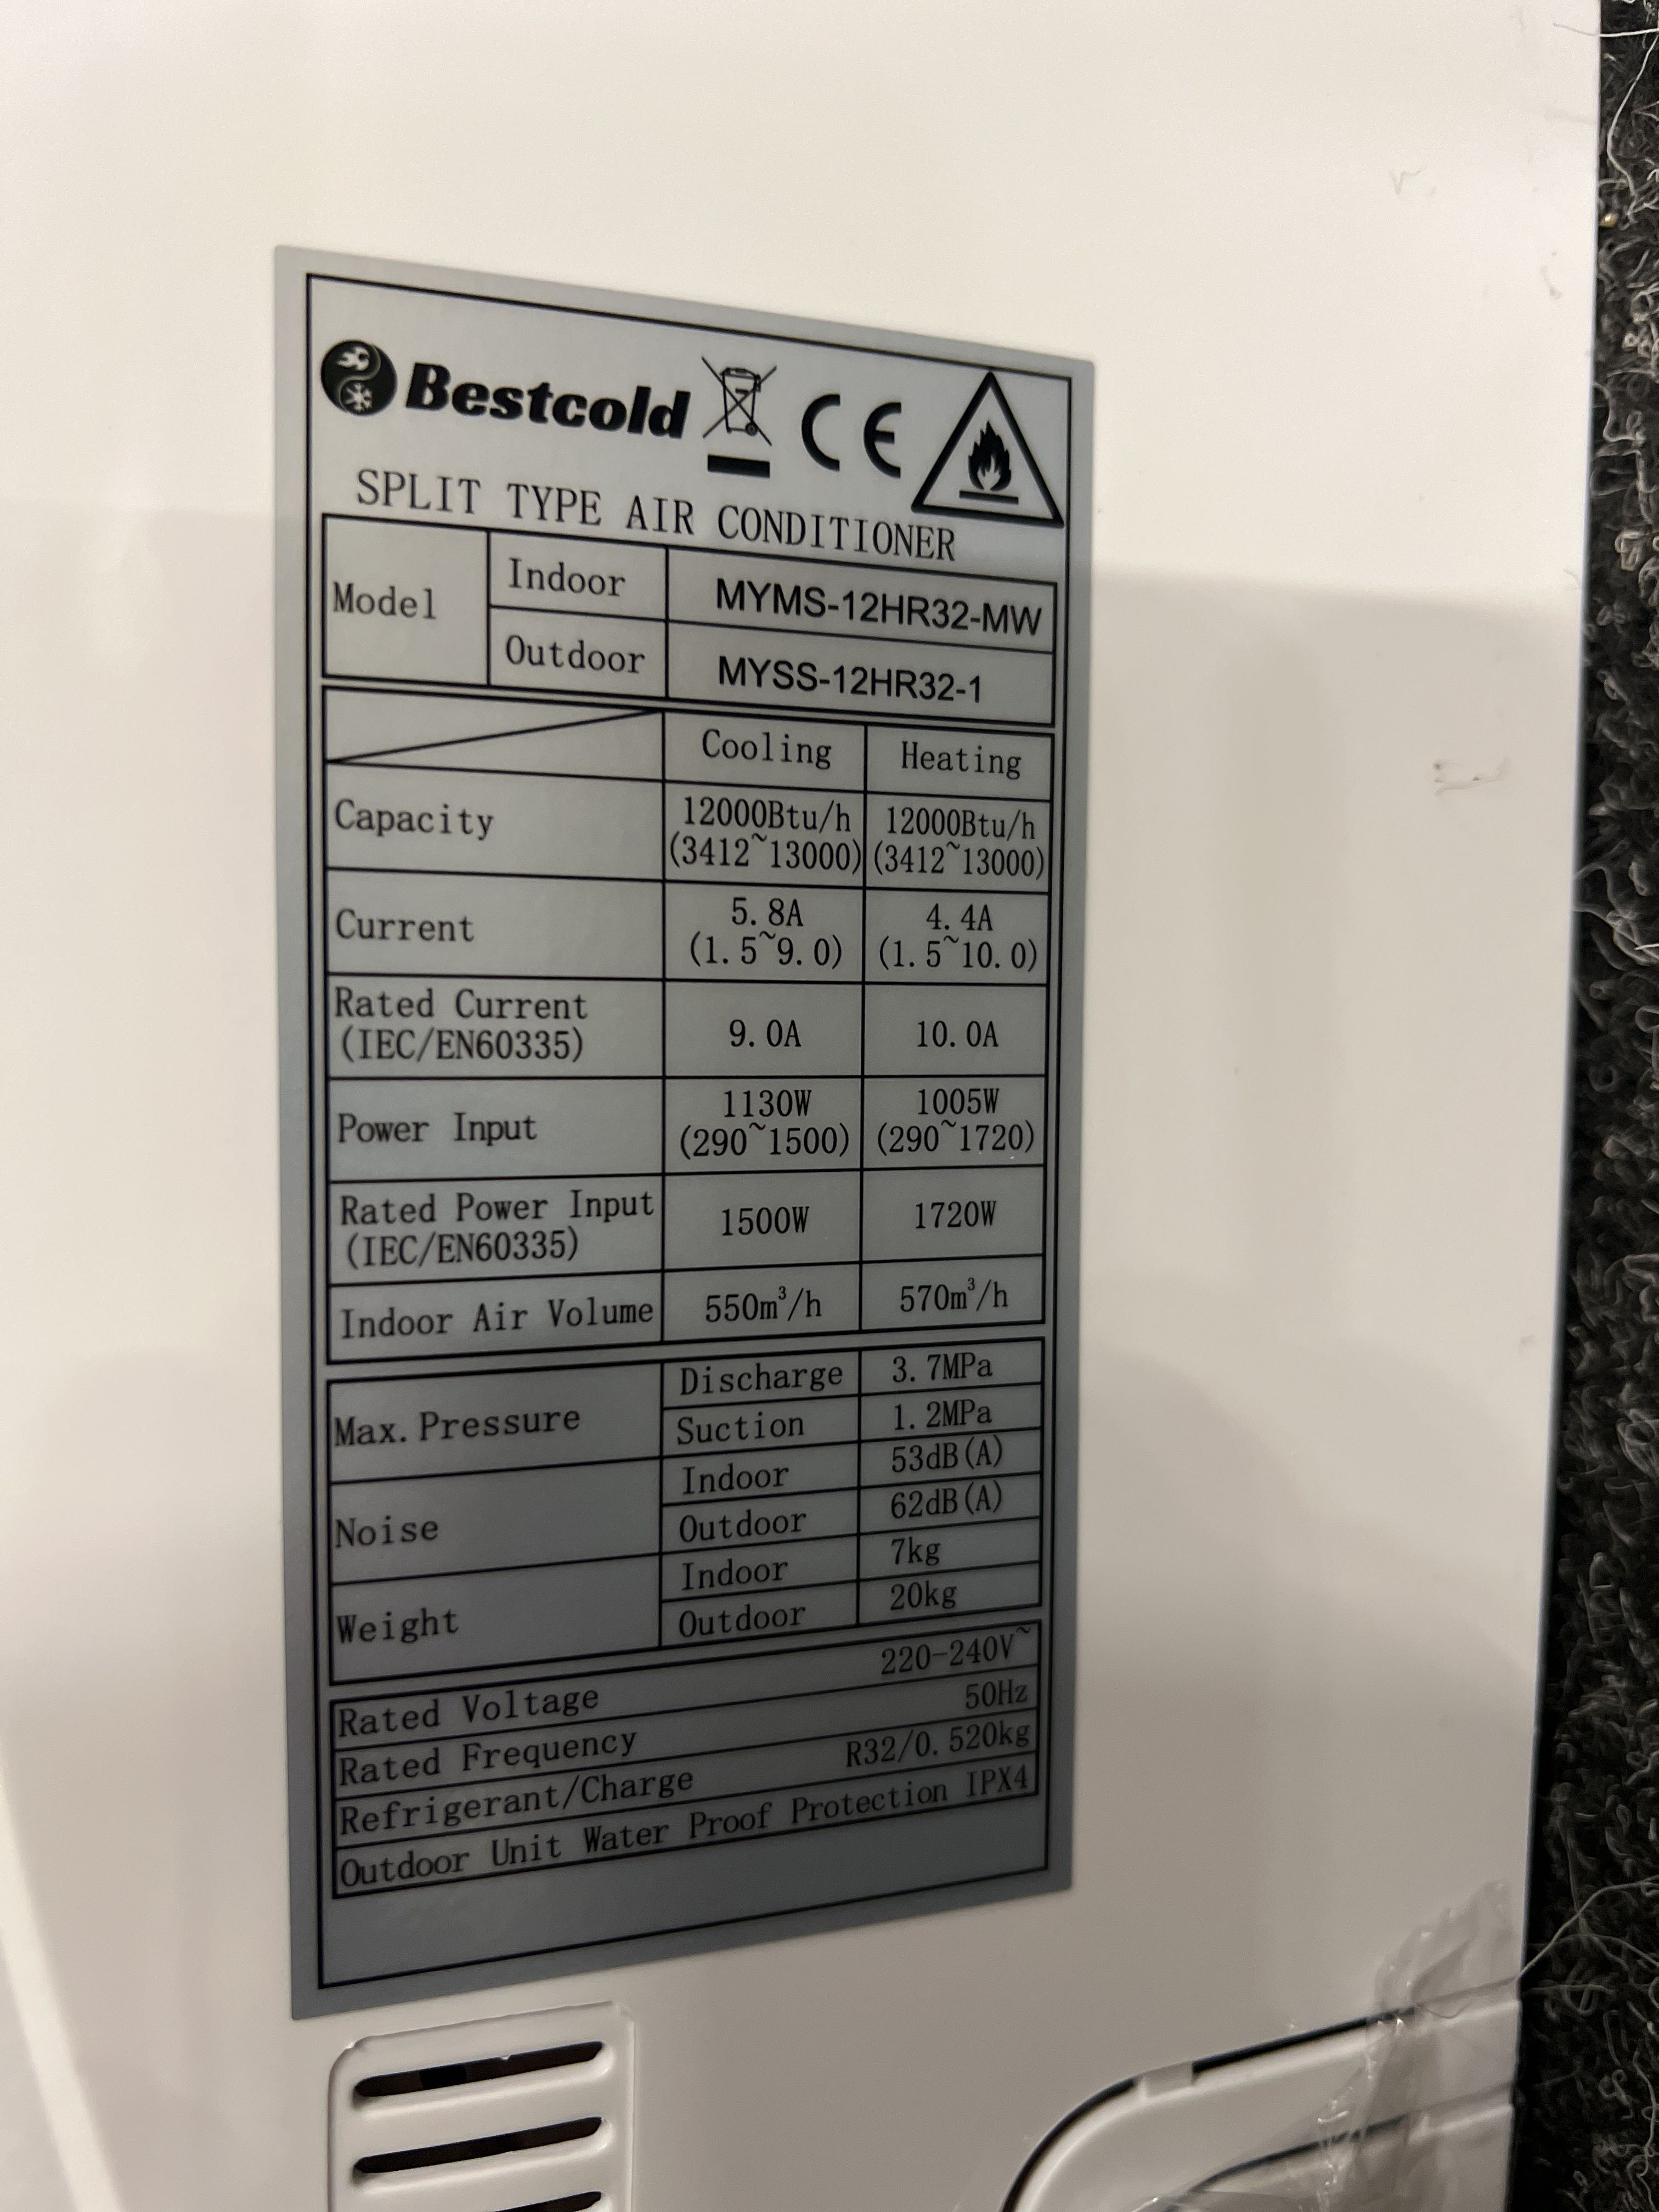 Bestcold CE
SPLIT TYPE AIR CONDITIONER
Model Indoor MYMS-12HR32-MW
Outdoor MYSS-12HR32-1
Cooling Heating
Capacity 12000Btu/h (3412~13000) 12000Btu/h (3412~13000)
Current 5.8A (1.5~9.0) 4.4A (1.5~10.0)
Rated Current (IEC/EN60335) 9.0A 10.0A
Power Input 1130W (290~1500) 1005W (290~1720)
Rated Power Input (IEC/EN60335) 1500W 1720W
Indoor Air Volume 550m³/h 570m³/h
Max. Pressure Discharge 3.7MPa
Suction 1.2MPa
Noise Indoor 53dB(A)
Outdoor 62dB(A)
Weight Indoor 7kg
Outdoor 20kg
Rated Voltage 220-240V~
Rated Frequency 50Hz
Refrigerant/Charge R32/0.520kg
Outdoor Unit Water Proof Protection IPX4